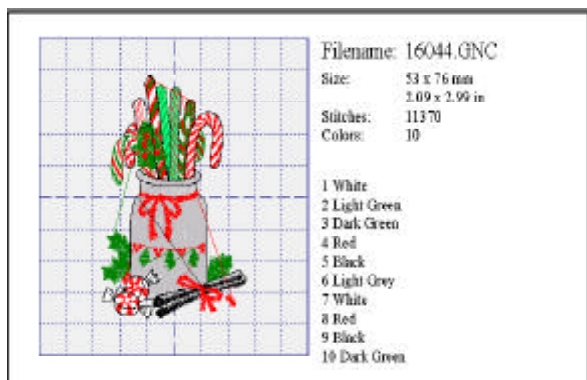 Filename: 16044.GNC
Size: 53 x 76 mm
2.09 x 2.99 in
Stitches: 11370
Colors: 10
1 White
2 Light Green
3 Dark Green
4 Red
5 Black
6 Light Grey
7 White
8 Red
9 Black
10 Dark Green